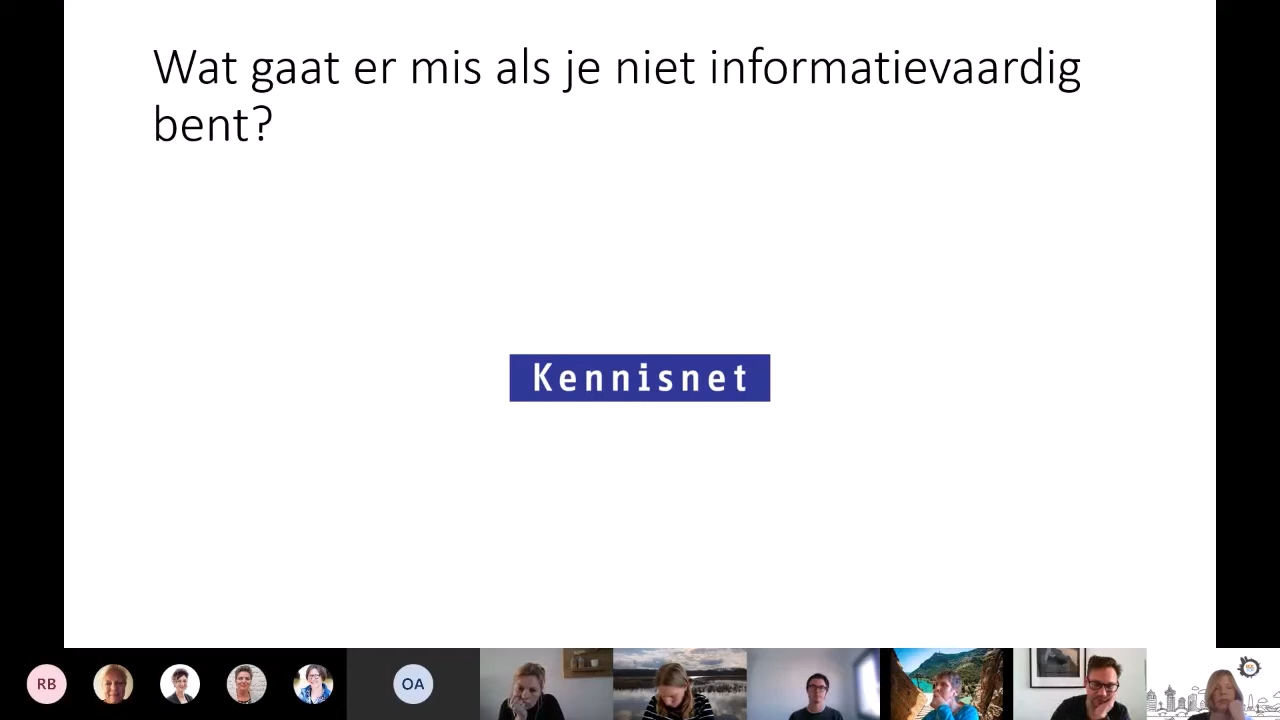 Wat gaat er mis als je niet informatievaardig
bent?
Kennisnet
RB
OA